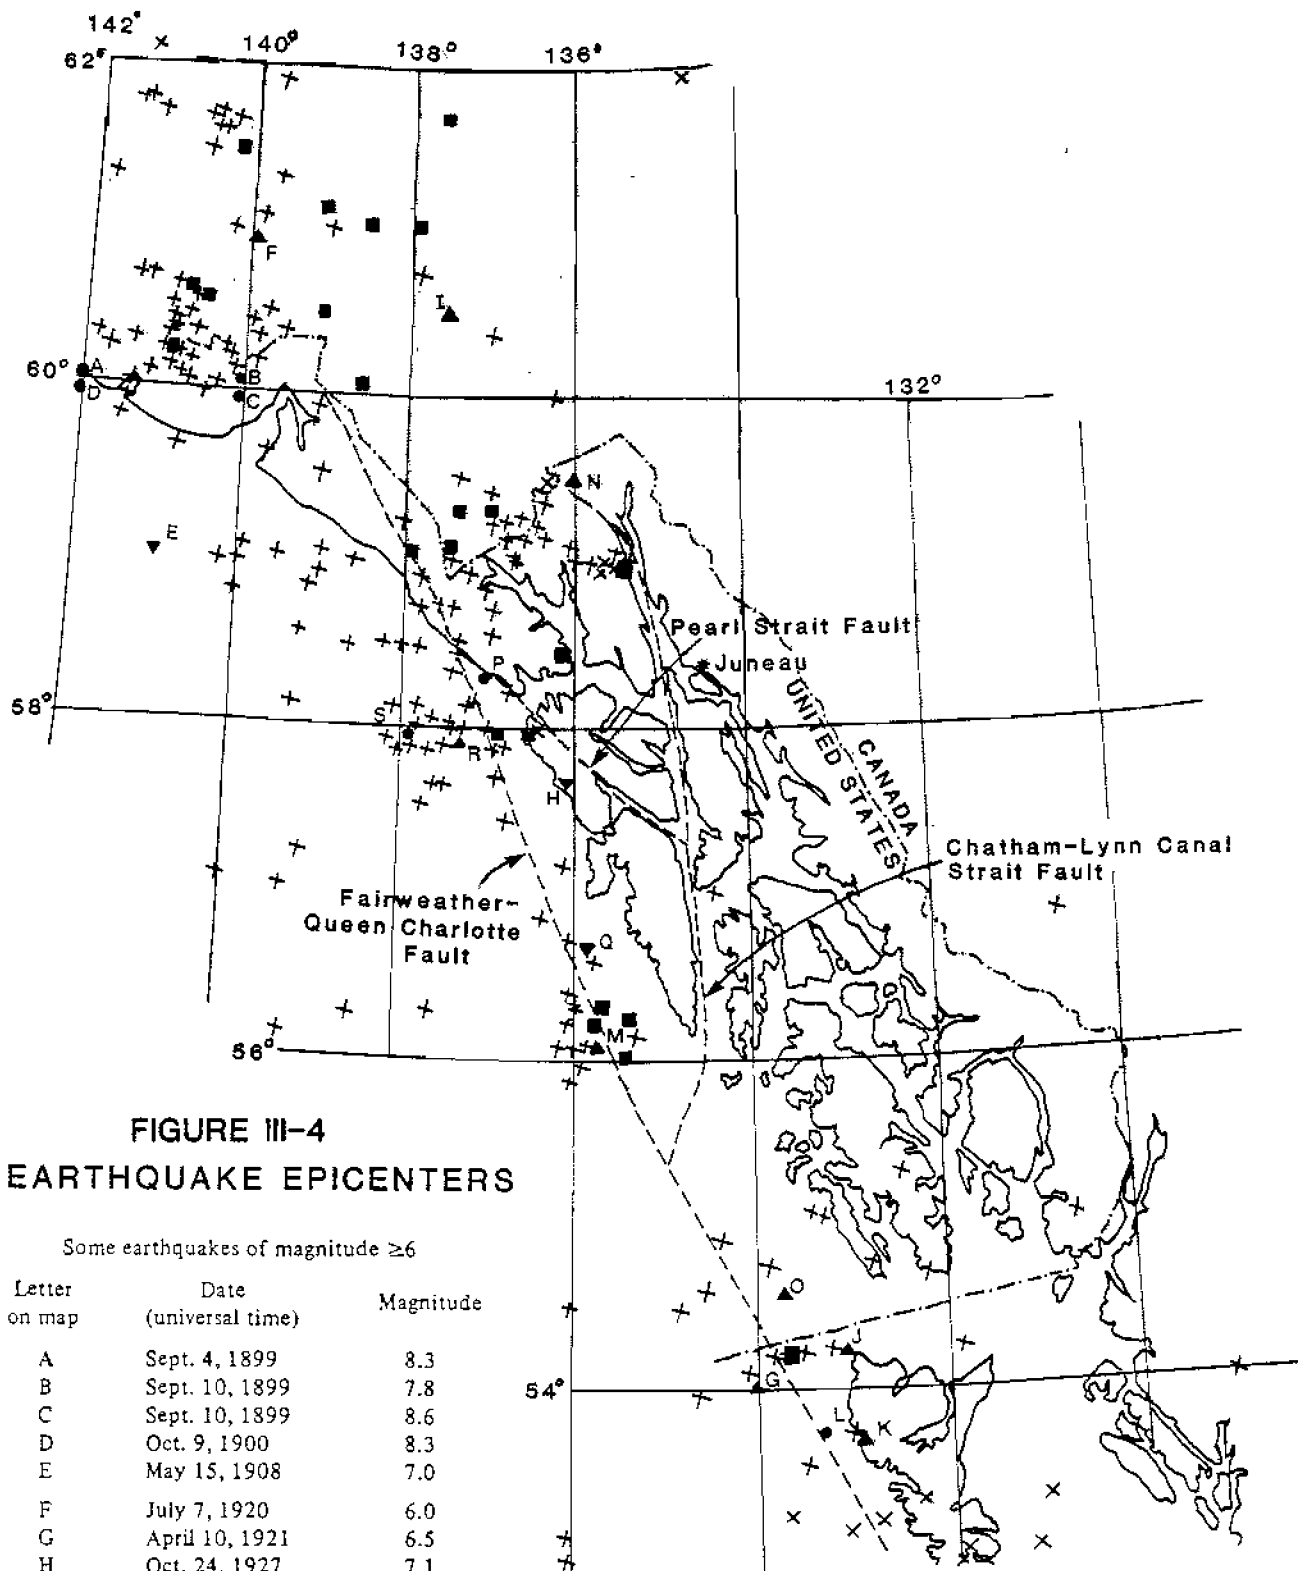 142°
140°
138°
136°
62°
F
I
60°
A
B
132°
D
C
N
E
Pearl Strait Fault
P
*Juneau
UNITED STATES
CANADA
58°
S
R
H
Chatham-Lynn Canal
Strait Fault
Fairweather-
Queen Charlotte
Fault
Q
M
56°
FIGURE III-4
EARTHQUAKE EPICENTERS
Some earthquakes of magnitude ≥6
O
J
G
54°
L
K
Letter on map Date (universal time) Magnitude
A Sept. 4, 1899 8.3
B Sept. 10, 1899 7.8
C Sept. 10, 1899 8.6
D Oct. 9, 1900 8.3
E May 15, 1908 7.0
F July 7, 1920 6.0
G April 10, 1921 6.5
H Oct. 24, 1927 7.1